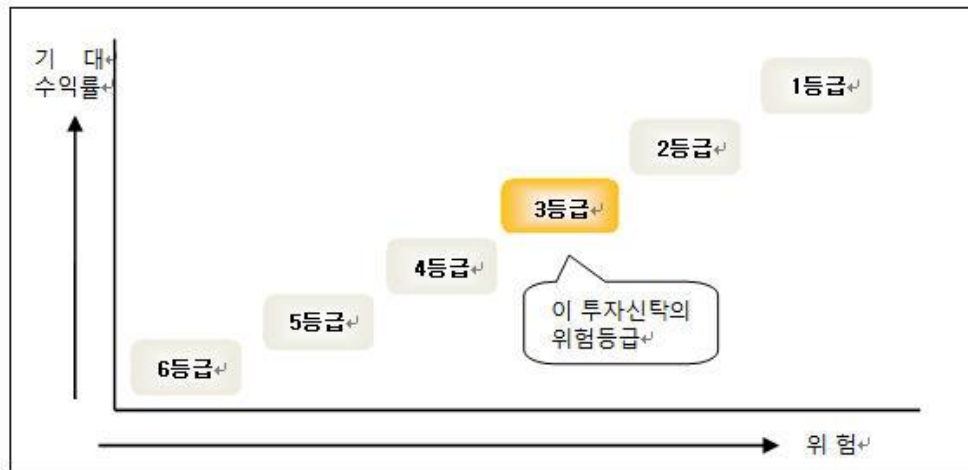 기 대↵
수익률↵
1등급↵
2등급↵
3등급↵
4등급↵
이 투자신탁의
위험등급↵
5등급↵
6등급↵
위 험↵